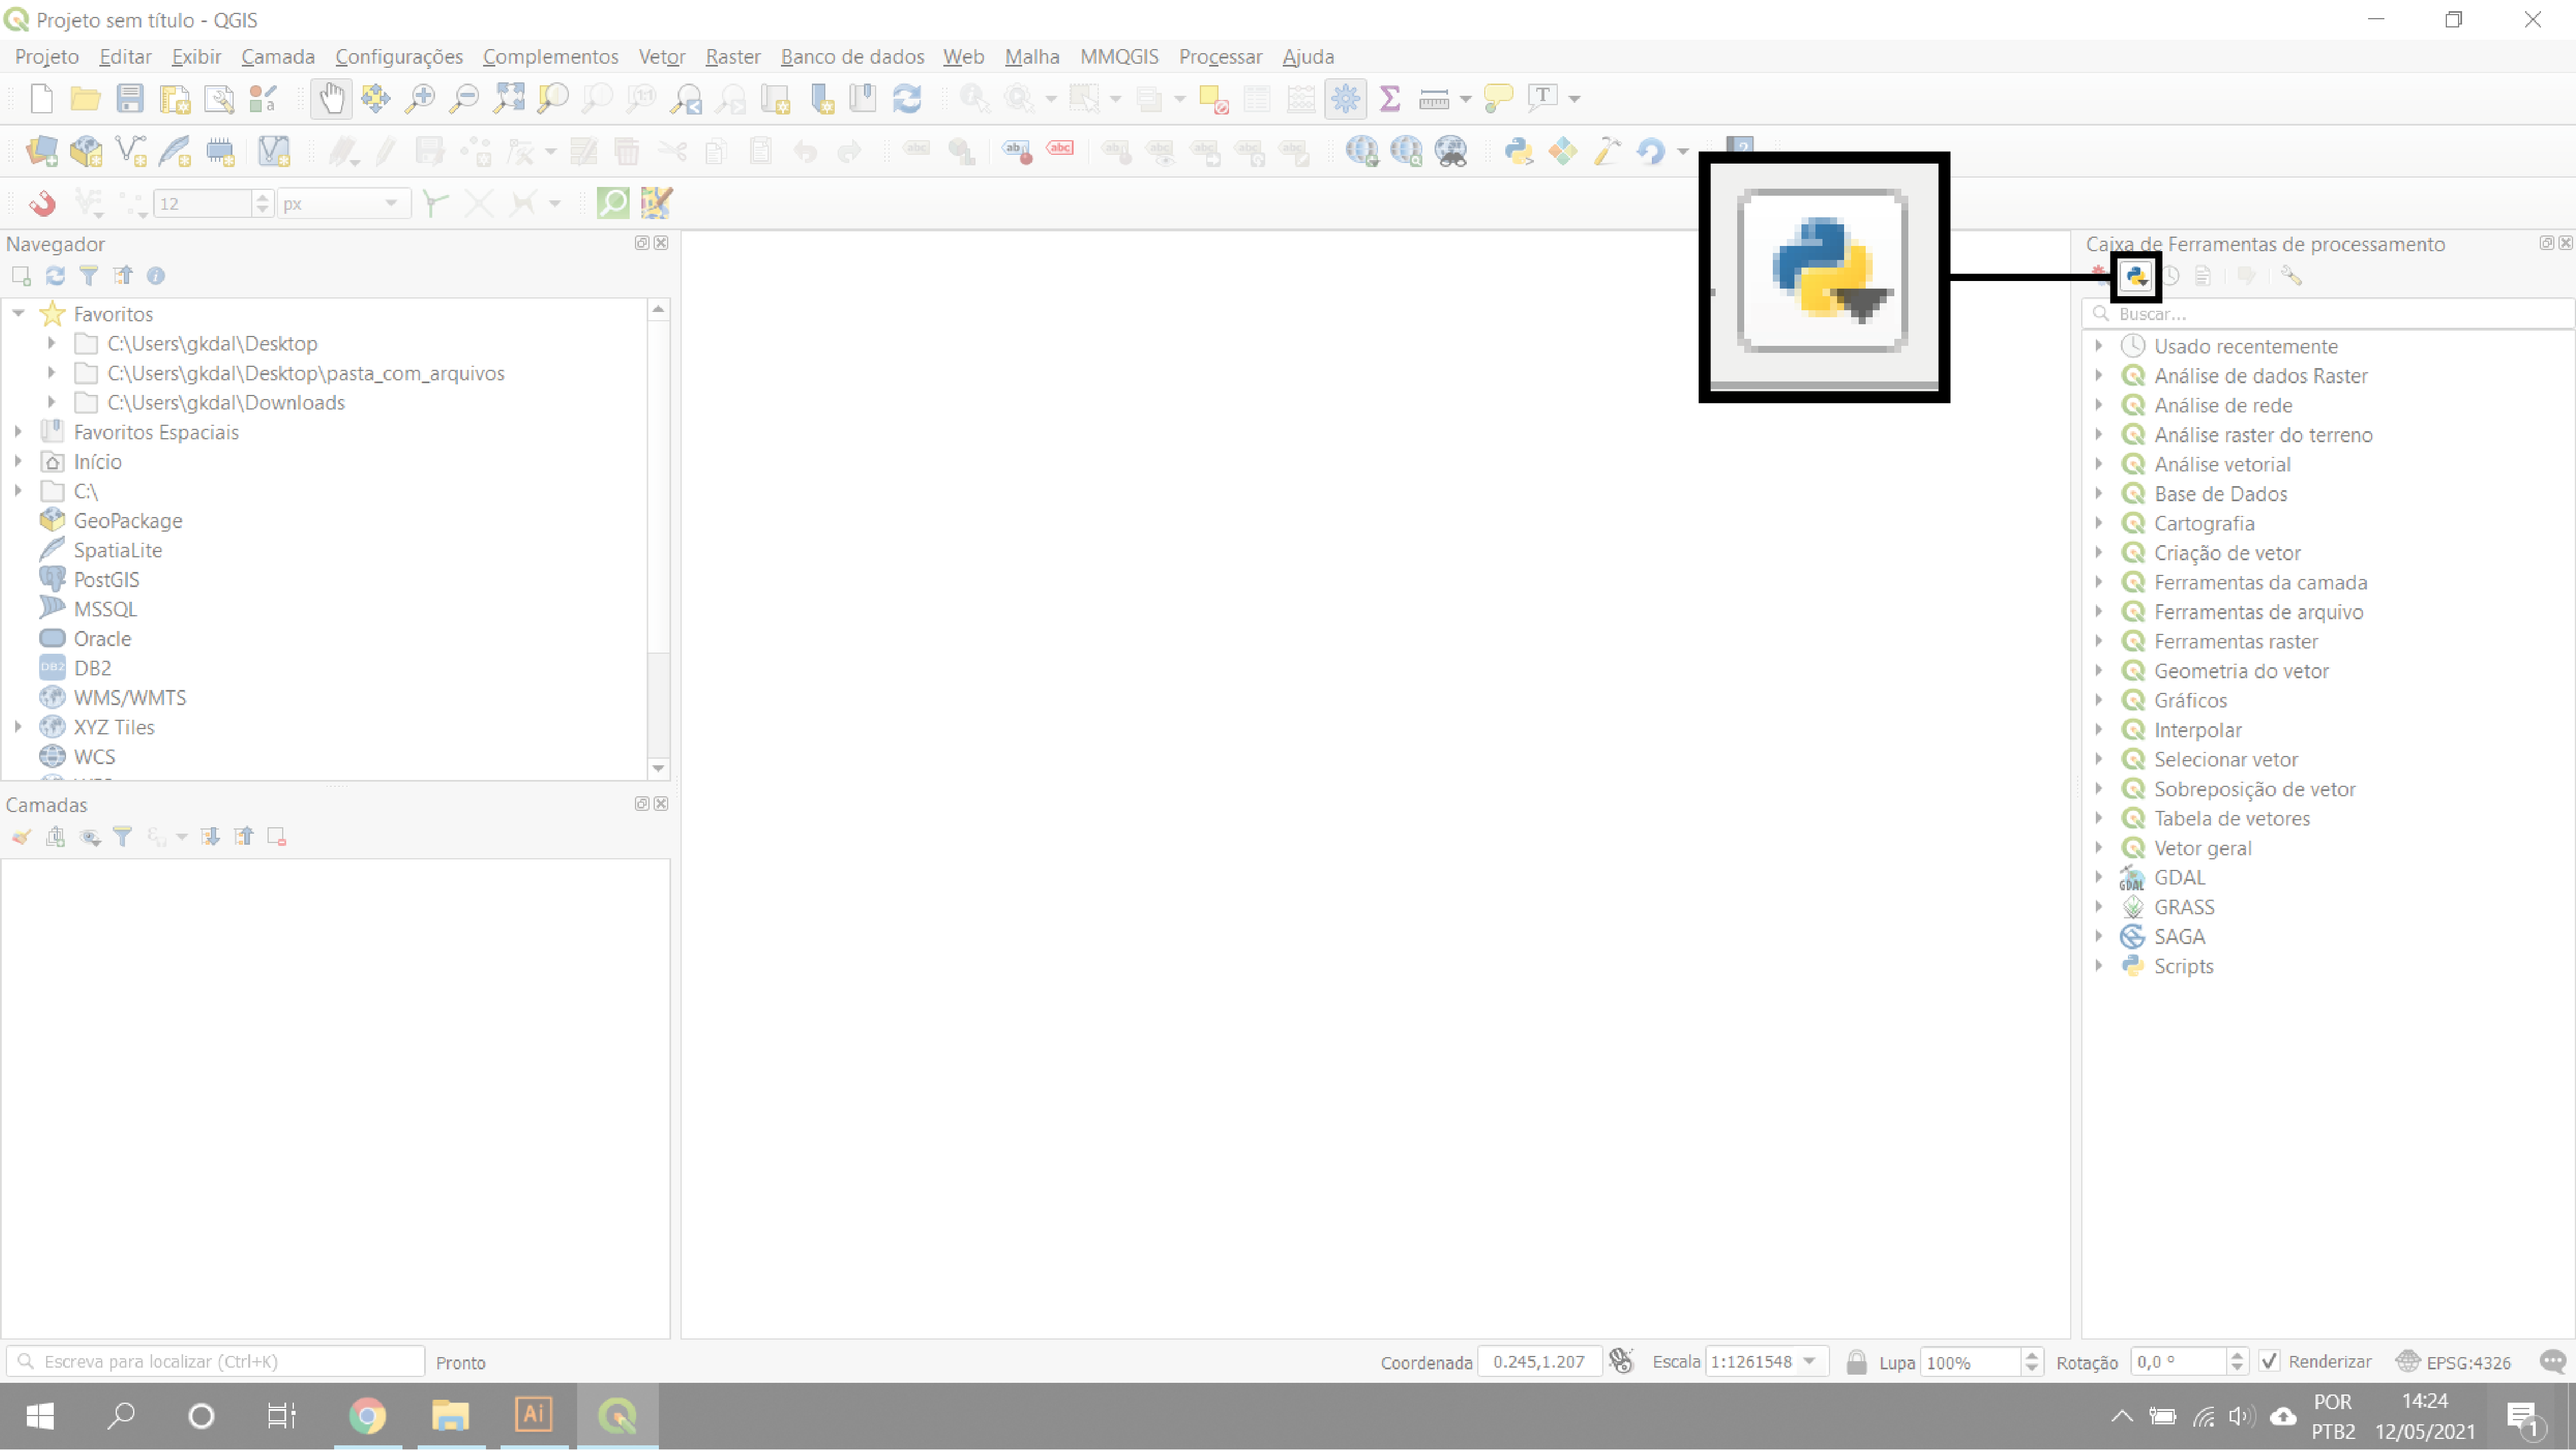 Projeto sem título - QGIS
Projeto Editar Exibir Camada Configurações Complementos Vetor Raster Banco de dados Web Malha MMQGIS Processar Ajuda
12 px
Navegador
Favoritos
C:\Users\gkdal\Desktop
C:\Users\gkdal\Desktop\pasta_com_arquivos
C:\Users\gkdal\Downloads
Favoritos Espaciais
Início
C:\
GeoPackage
SpatiaLite
PostGIS
MSSQL
Oracle
DB2
WMS/WMTS
XYZ Tiles
WCS
Camadas
Caixa de Ferramentas de processamento
Buscar...
Usado recentemente
Análise de dados Raster
Análise de rede
Análise raster do terreno
Análise vetorial
Base de Dados
Cartografia
Criação de vetor
Ferramentas da camada
Ferramentas de arquivo
Ferramentas raster
Geometria do vetor
Gráficos
Interpolar
Selecionar vetor
Sobreposição de vetor
Tabela de vetores
Vetor geral
GDAL
GRASS
SAGA
Scripts
Escreva para localizar (Ctrl+K) Pronto Coordenada 0.245,1.207 Escala 1:1261548 Lupa 100% Rotação 0,0 ° Renderizar EPSG:4326
Ai
POR
PTB2
14:24
12/05/2021
1